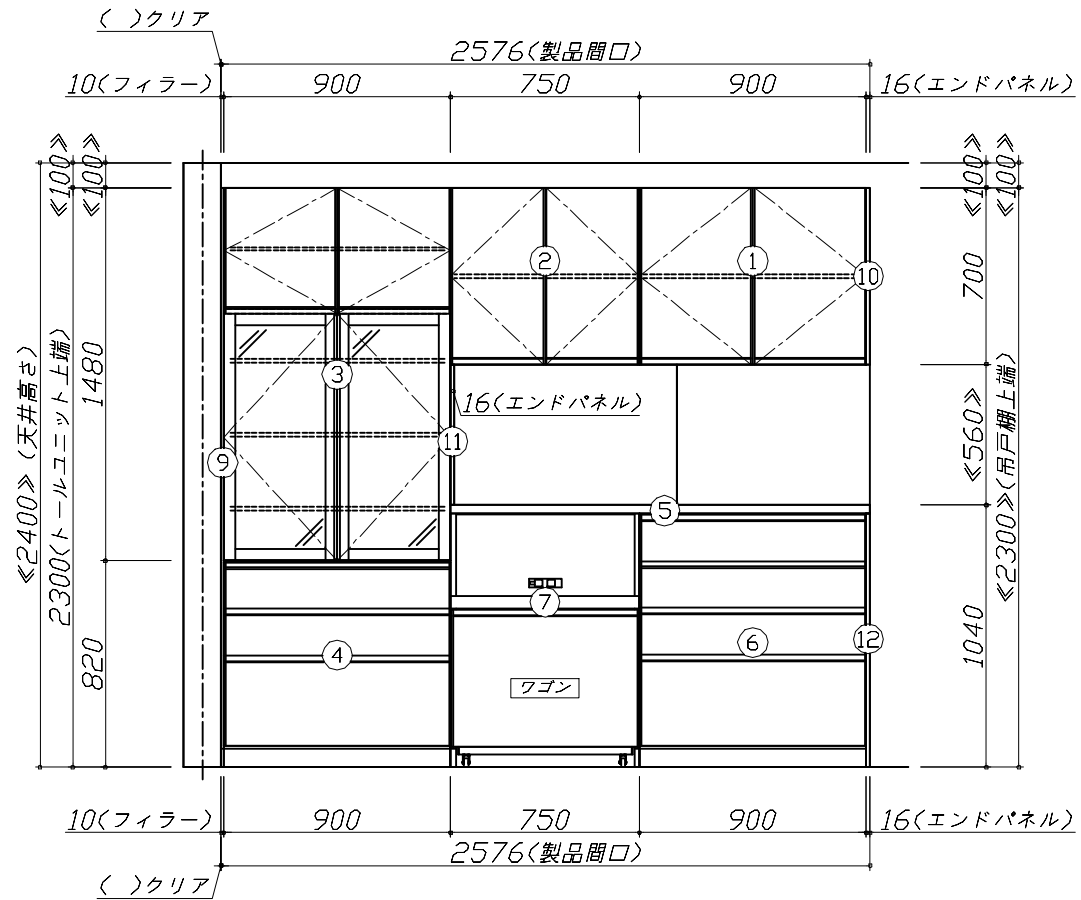 ( )クリア
2576(製品間口)
10(フィラー)
900
750
900
16(エンドパネル)
≪100≫
≪100≫
≪100≫
≪100≫
2
1
10
700
≪2400≫(天井高さ)
2300(トールユニット上端)
1480
3
16(エンドパネル)
11
9
≪560≫
≪2300≫(吊戸棚上端)
5
7
820
4
6
12
1040
ワゴン
10(フィラー)
900
750
900
16(エンドパネル)
2576(製品間口)
( )クリア